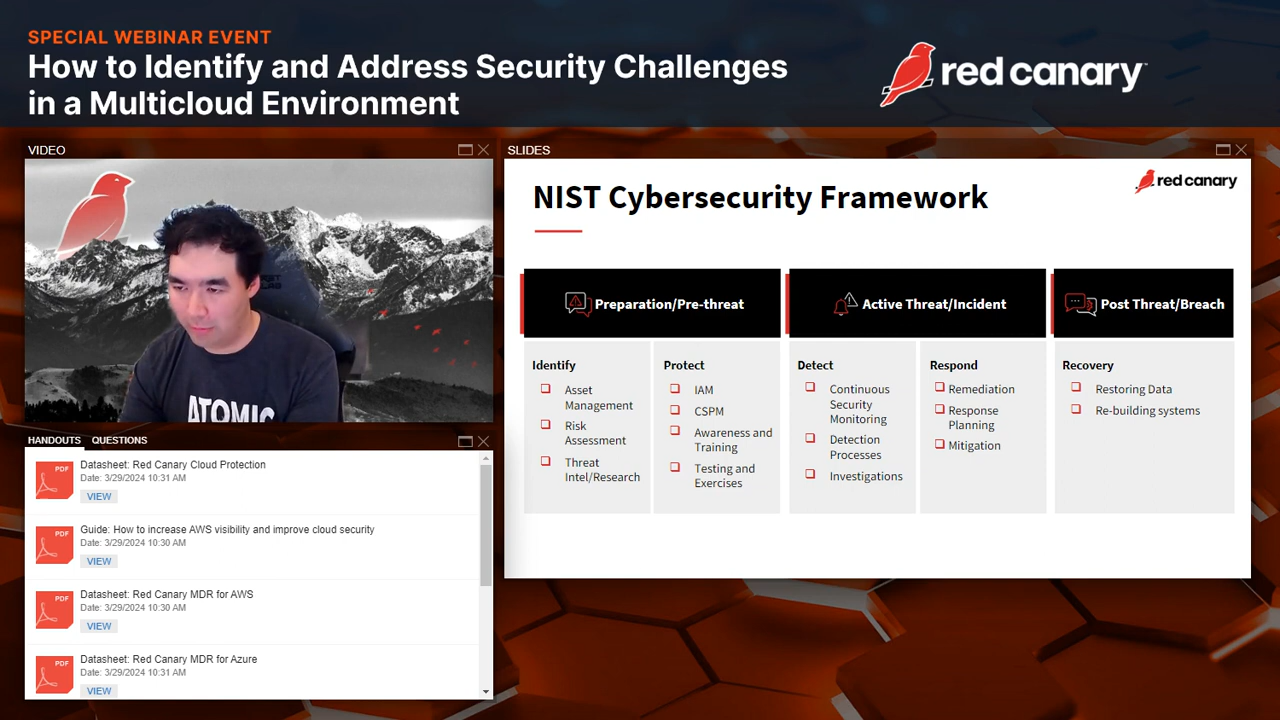 SPECIAL WEBINAR EVENT
How to Identify and Address Security Challenges
in a Multicloud Environment
red canary
VIDEO
ATOMIC
HANDOUTS QUESTIONS
PDF
Datasheet: Red Canary Cloud Protection
Date: 3/29/2024 10:31 AM
VIEW
PDF
Guide: How to increase AWS visibility and improve cloud security
Date: 3/29/2024 10:30 AM
VIEW
PDF
Datasheet: Red Canary MDR for AWS
Date: 3/29/2024 10:30 AM
VIEW
PDF
Datasheet: Red Canary MDR for Azure
Date: 3/29/2024 10:31 AM
VIEW
SLIDES
red canary
NIST Cybersecurity Framework
Preparation/Pre-threat
Identify
Asset
Management
Risk
Assessment
Threat
Intel/Research
Protect
IAM
CSPM
Awareness and
Training
Testing and
Exercises
Active Threat/Incident
Detect
Continuous
Security
Monitoring
Detection
Processes
Investigations
Respond
Remediation
Response
Planning
Mitigation
Post Threat/Breach
Recovery
Restoring Data
Re-building systems